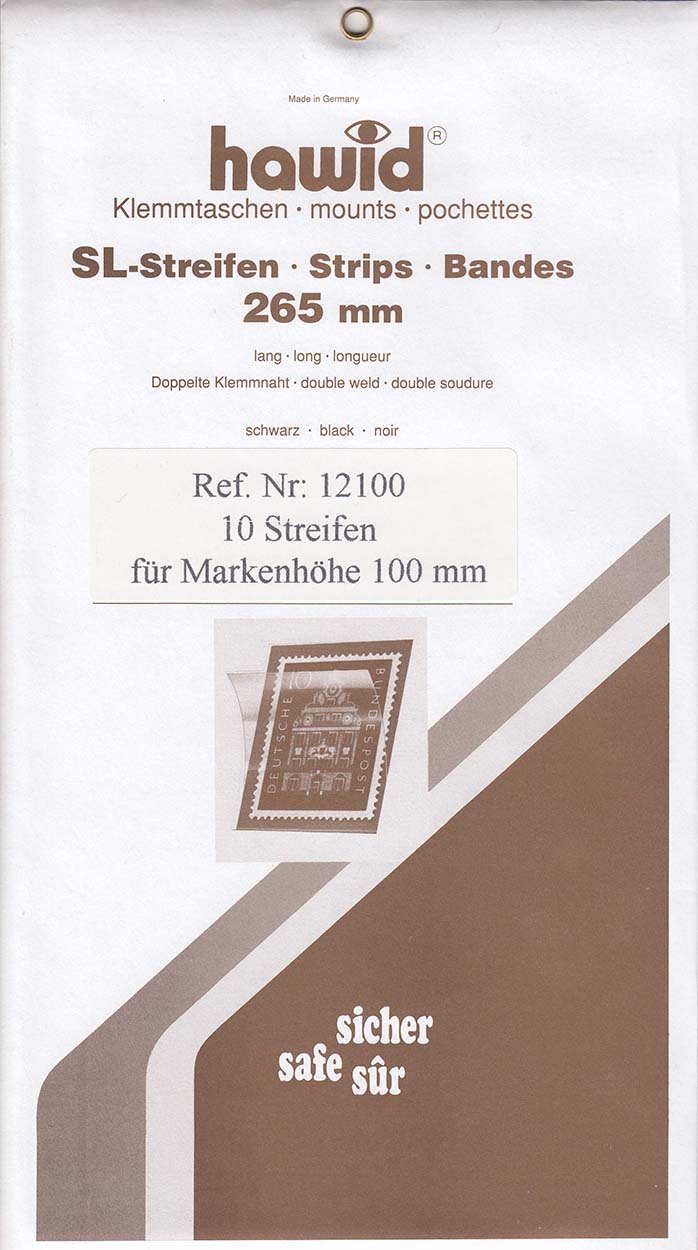 Made in Germany
hawid®
Klemmtaschen · mounts · pochettes
SL-Streifen · Strips · Bandes
265 mm
lang · long · longueur
Doppelte Klemmnaht · double weld · double soudure
schwarz · black · noir
Ref. Nr: 12100
10 Streifen
für Markenhöhe 100 mm
10
DEUTSCHE
BUNDESPOST
sicher
safe sûr